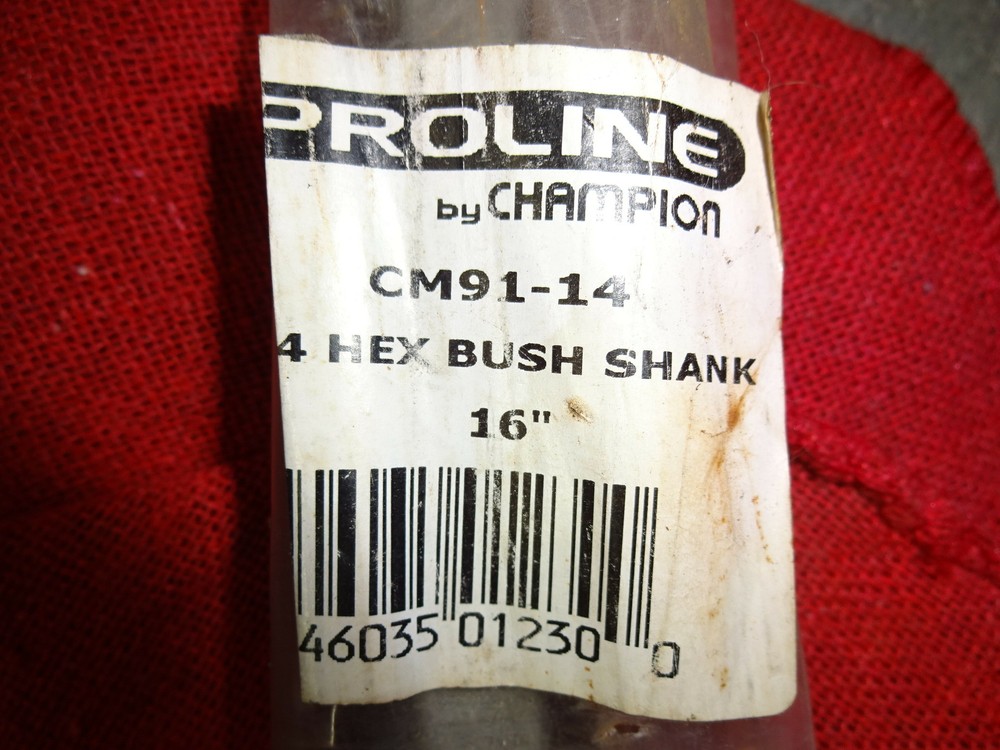 PROLINE
by CHAMPION
CM91-14
4 HEX BUSH SHANK
16"
46035 01230 0